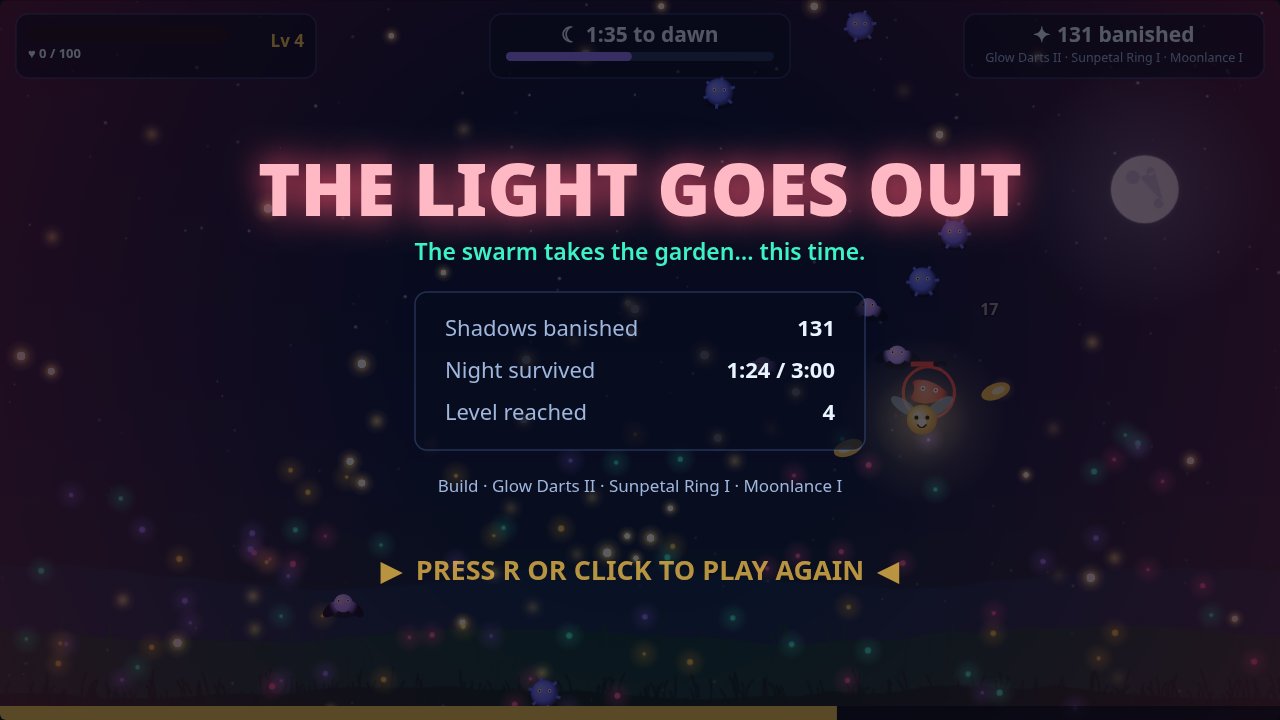 ♥ 0 / 100
Lv 4
☾ 1:35 to dawn
✦ 131 banished
Glow Darts II · Sunpetal Ring I · Moonlance I
THE LIGHT GOES OUT
The swarm takes the garden... this time.
17
Shadows banished 131
Night survived 1:24 / 3:00
Level reached 4
Build · Glow Darts II · Sunpetal Ring I · Moonlance I
▶ PRESS R OR CLICK TO PLAY AGAIN ◀